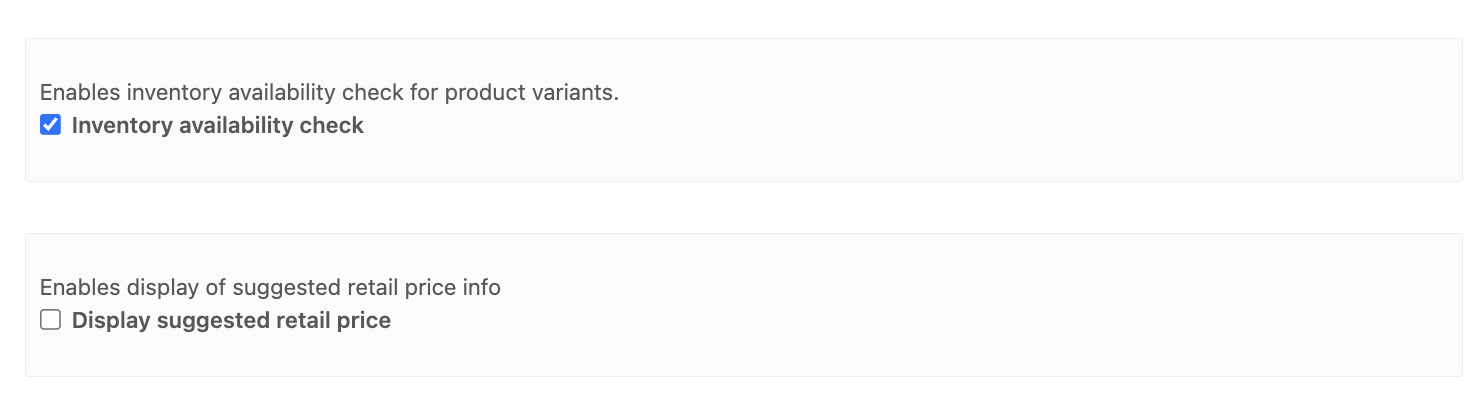 Enables inventory availability check for product variants.
Inventory availability check
Enables display of suggested retail price info
Display suggested retail price